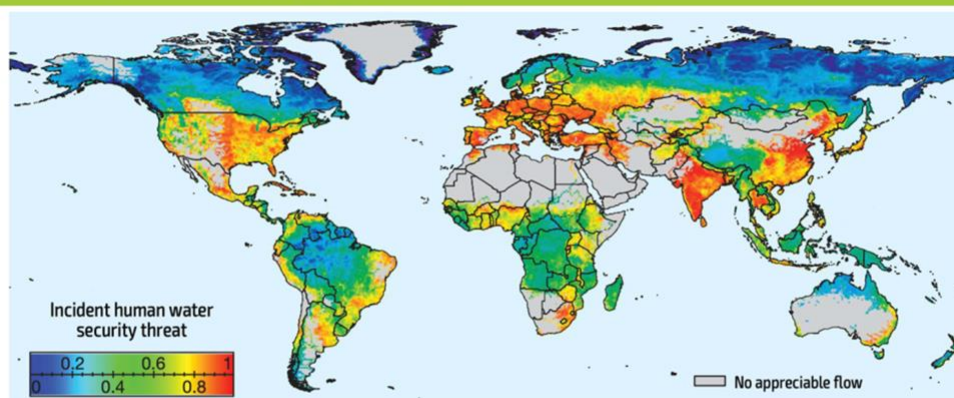 Incident human water
security threat
0.2 0.6 1
0 0.4 0.8
No appreciable flow